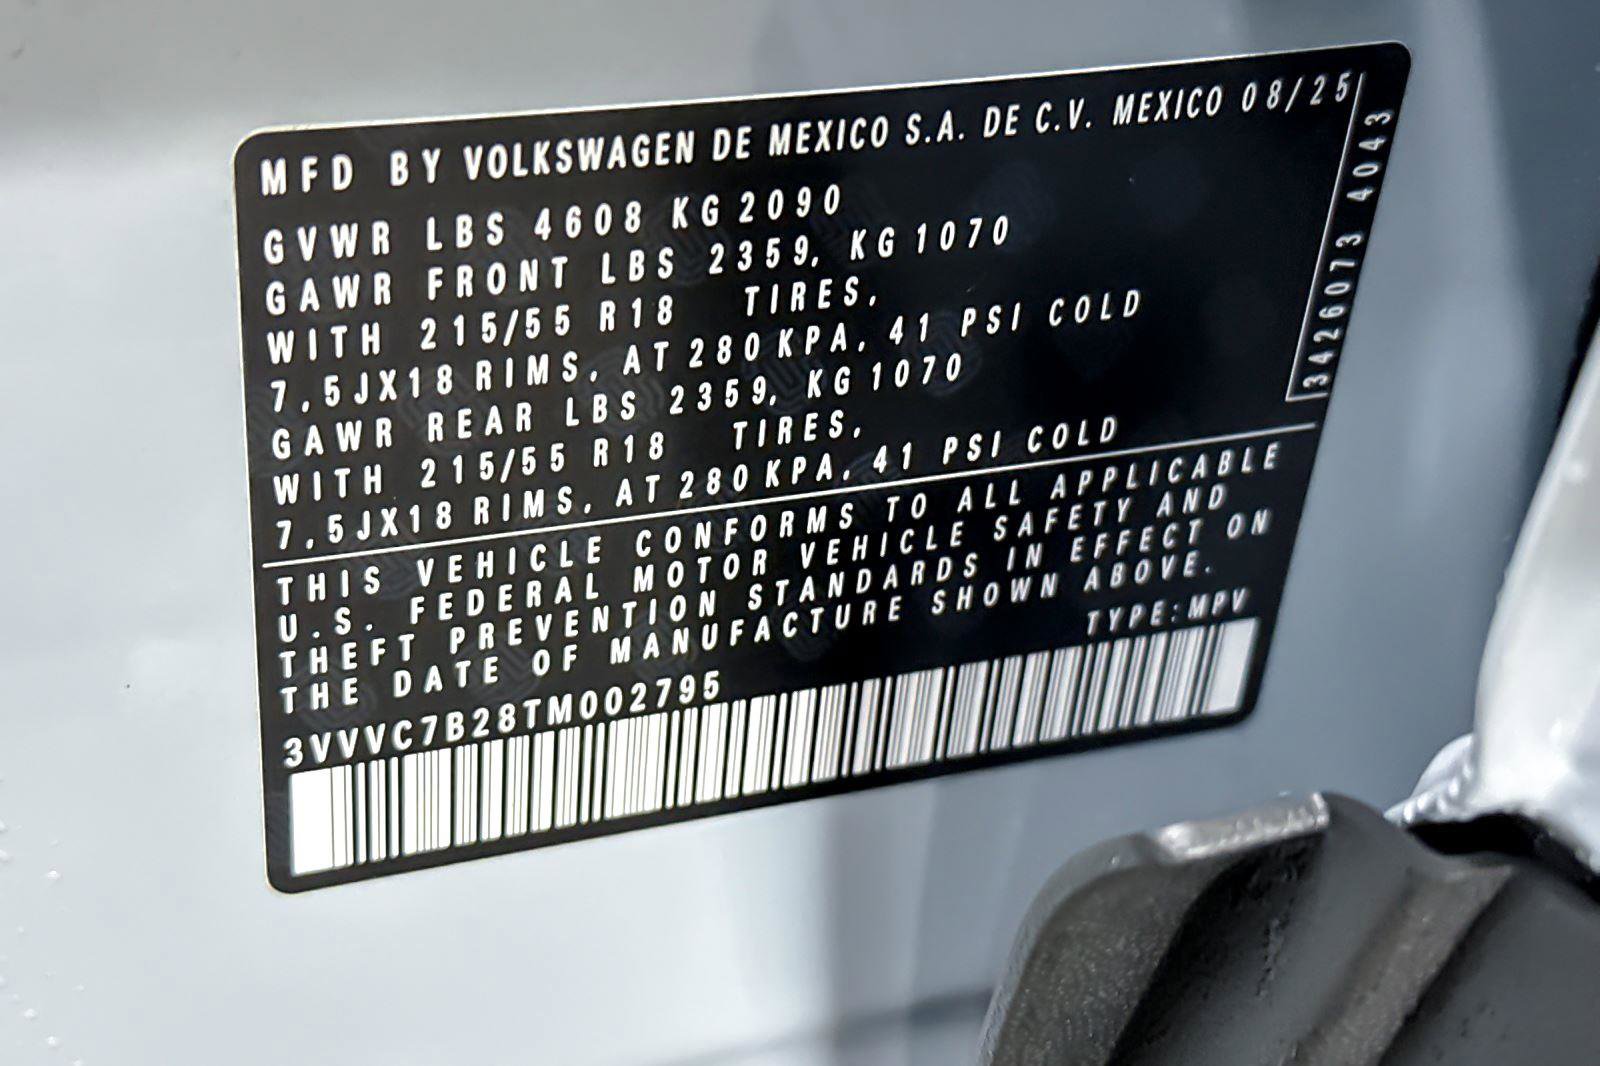 MFD BY VOLKSWAGEN DE MEXICO S.A. DE C.V. MEXICO 08/25
GVWR LBS 4608 KG 2090
GAWR FRONT LBS 2359, KG 1070
WITH 215/55 R18 TIRES,
7,5JX18 RIMS, AT 280 KPA, 41 PSI COLD
GAWR REAR LBS 2359, KG 1070
WITH 215/55 R18 TIRES,
7,5JX18 RIMS, AT 280 KPA, 41 PSI COLD
3426073 4043
THIS VEHICLE CONFORMS TO ALL APPLICABLE
U.S. FEDERAL MOTOR VEHICLE SAFETY AND
THEFT PREVENTION STANDARDS IN EFFECT ON
THE DATE OF MANUFACTURE SHOWN ABOVE.
TYPE:MPV
3VVVC7B28TM002795